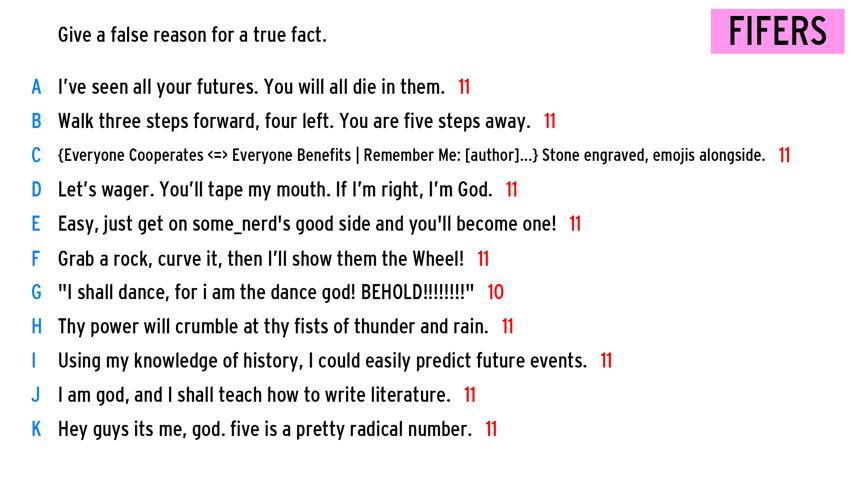 Give a false reason for a true fact.
FIFERS
A I've seen all your futures. You will all die in them. 11
B Walk three steps forward, four left. You are five steps away. 11
C {Everyone Cooperates <=> Everyone Benefits | Remember Me: [author]...} Stone engraved, emojis alongside. 11
D Let's wager. You'll tape my mouth. If I'm right, I'm God. 11
E Easy, just get on some_nerd's good side and you'll become one! 11
F Grab a rock, curve it, then I'll show them the Wheel! 11
G "I shall dance, for i am the dance god! BEHOLD!!!!!!!!" 10
H Thy power will crumble at thy fists of thunder and rain. 11
I Using my knowledge of history, I could easily predict future events. 11
J I am god, and I shall teach how to write literature. 11
K Hey guys its me, god. five is a pretty radical number. 11